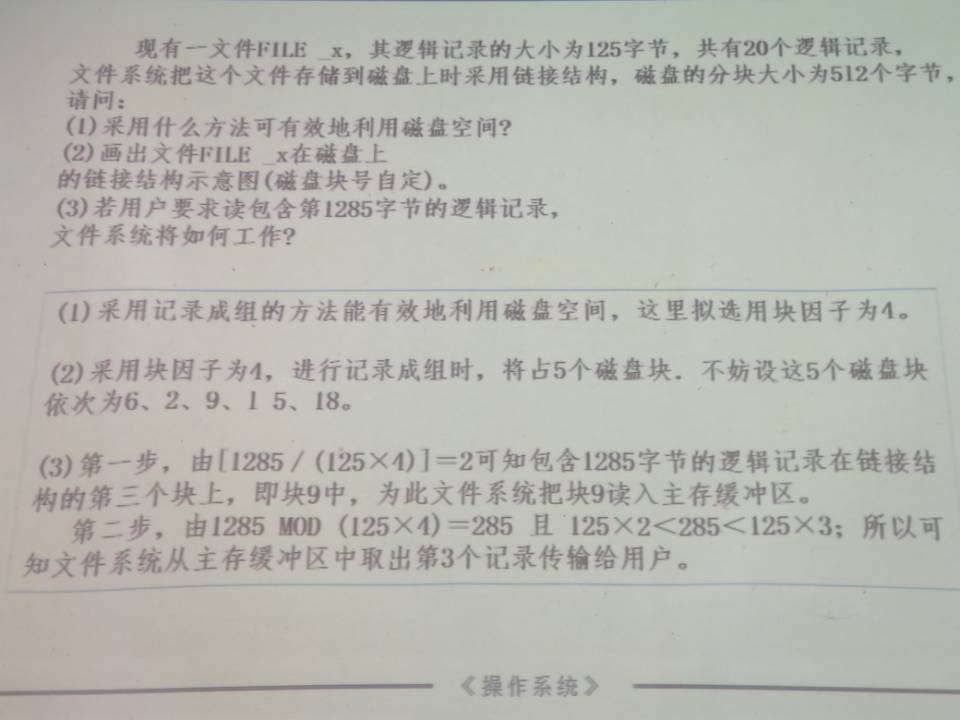 现有一文件FILE _x，其逻辑记录的大小为125字节，共有20个逻辑记录，
文件系统把这个文件存储到磁盘上时采用链接结构，磁盘的分块大小为512个字节，
请问：
(1)采用什么方法可有效地利用磁盘空间?
(2)画出文件FILE _x在磁盘上
的链接结构示意图(磁盘块号自定)。
(3)若用户要求读包含第1285字节的逻辑记录，
文件系统将如何工作?
(1)采用记录成组的方法能有效地利用磁盘空间，这里拟选用块因子为4。
(2)采用块因子为4，进行记录成组时，将占5个磁盘块．不妨设这5个磁盘块
依次为6、2、9、1 5、18。
(3)第一步，由[1285／(125×4)]＝2可知包含1285字节的逻辑记录在链接结
构的第三个块上，即块9中，为此文件系统把块9读入主存缓冲区。
第二步，由1285 MOD (125×4)＝285 且 125×2＜285＜125×3；所以可
知文件系统从主存缓冲区中取出第3个记录传输给用户。
《操作系统》